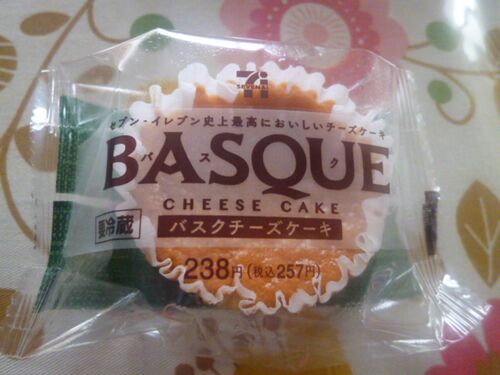 7i
SEVEN&i
セブン・イレブン史上最高においしいチーズケーキ
BASQUE
バスク
CHEESE CAKE
要冷蔵
バスクチーズケーキ
238円(税込257円)